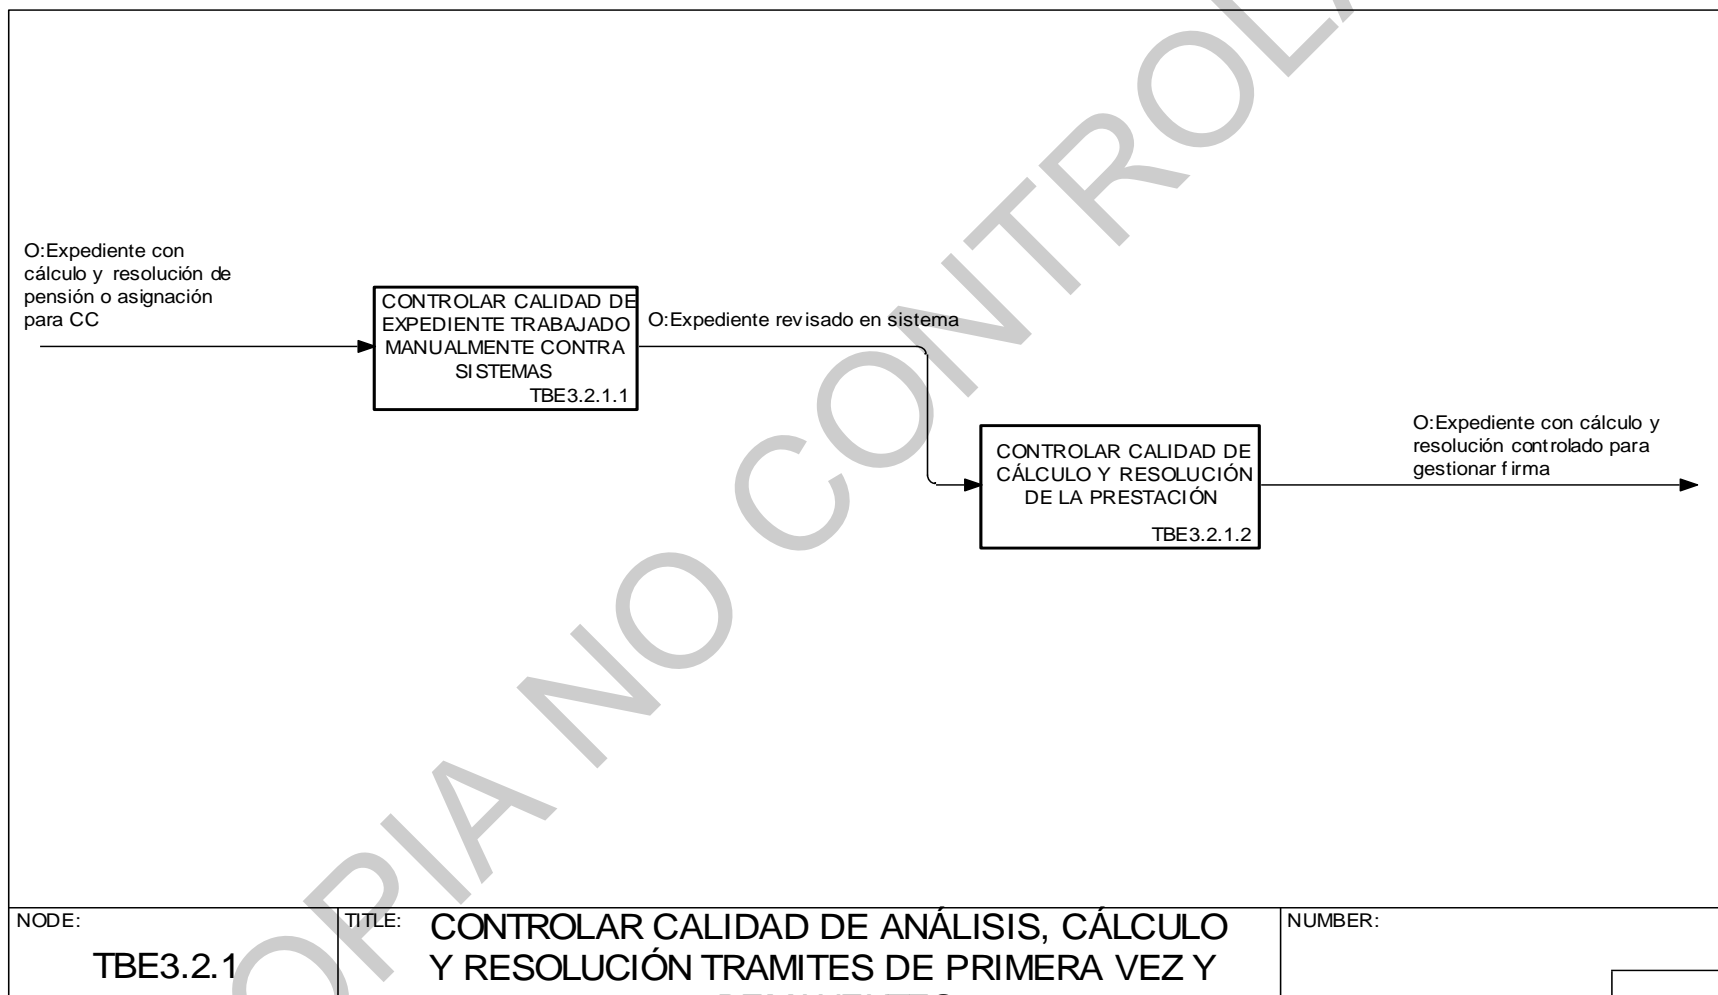 O:Expediente con
cálculo y resolución de
pensión o asignación
para CC
CONTROLAR CALIDAD DE
EXPEDIENTE TRABAJADO
MANUALMENTE CONTRA
SISTEMAS
TBE3.2.1.1
O:Expediente revisado en sistema
CONTROLAR CALIDAD DE
CÁLCULO Y RESOLUCIÓN
DE LA PRESTACIÓN
TBE3.2.1.2
O:Expediente con cálculo y
resolución controlado para
gestionar firma
OPIA NO CONTROL
NODE:
TBE3.2.1
TITLE:
CONTROLAR CALIDAD DE ANÁLISIS, CÁLCULO
Y RESOLUCIÓN TRAMITES DE PRIMERA VEZ Y
NUMBER: